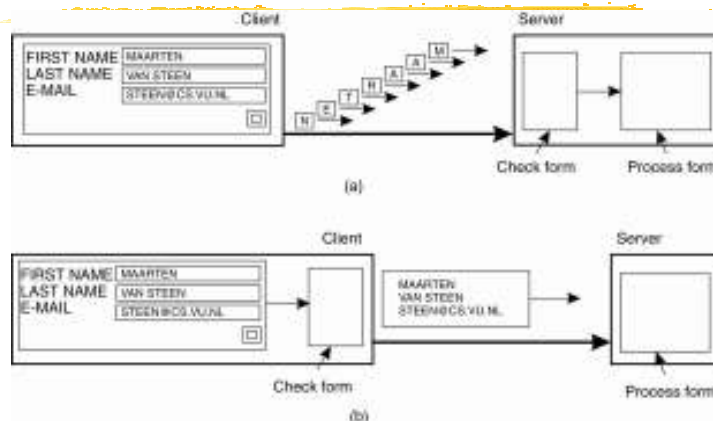 Client
Server
FIRST NAME MAARTEN
LAST NAME VAN STEEN
E-MAIL STEEN@CS.VU.NL
M
A
A
R
T
E
N
Check form
Process form
(a)
Client
Server
FIRST NAME MAARTEN
LAST NAME VAN STEEN
E-MAIL STEEN@CS.VU.NL
MAARTEN
VAN STEEN
STEEN@CS.VU.NL
Check form
Process form
(b)